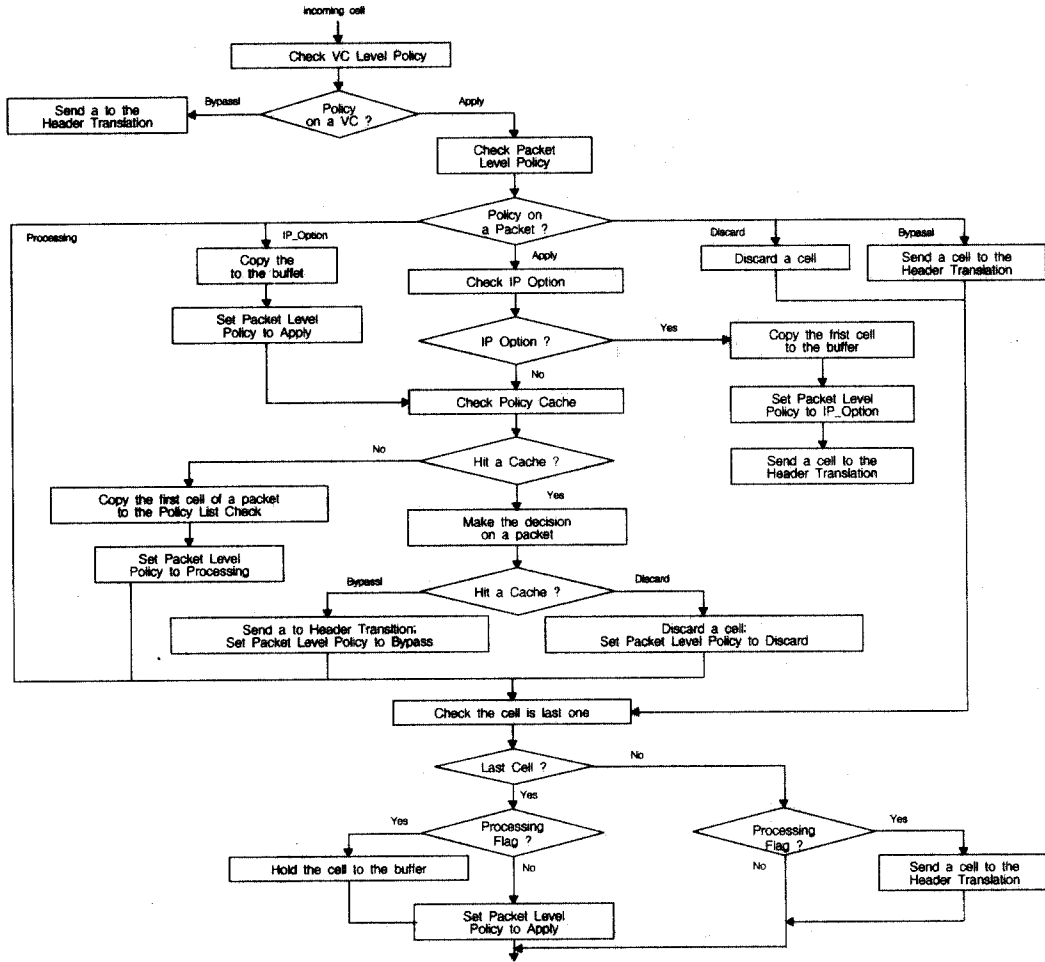 incoming cell
Check VC Level Policy
Bypassl
Policy
on a VC ?
Apply
Send a to the
Header Translation
Check Packet
Level Policy
Policy on
a Packet ?
Processing
IP_Option
Apply
Discard
Bypassl
Copy the
to the buffet
Check IP Option
Discard a cell
Send a cell to the
Header Translation
Set Packet Level
Policy to Apply
IP Option ?
Yes
Copy the frist cell
to the buffer
No
Check Policy Cache
Set Packet Level
Policy to IP_Option
No
Hit a Cache ?
Send a cell to the
Header Translation
Yes
Copy the first cell of a packet
to the Policy List Check
Make the decision
on a packet
Set Packet Level
Policy to Processing
Bypassl
Hit a Cache ?
Discard
Send a to Header Transition;
Set Packet Level Policy to Bypass
Discard a cell;
Set Packet Level Policy to Discard
Check the cell is last one
Last Cell ?
No
Yes
Yes
Processing
Flag ?
Processing
Flag ?
Yes
Hold the cell to the buffer
No
No
Send a cell to the
Header Translation
Set Packet Level
Policy to Apply